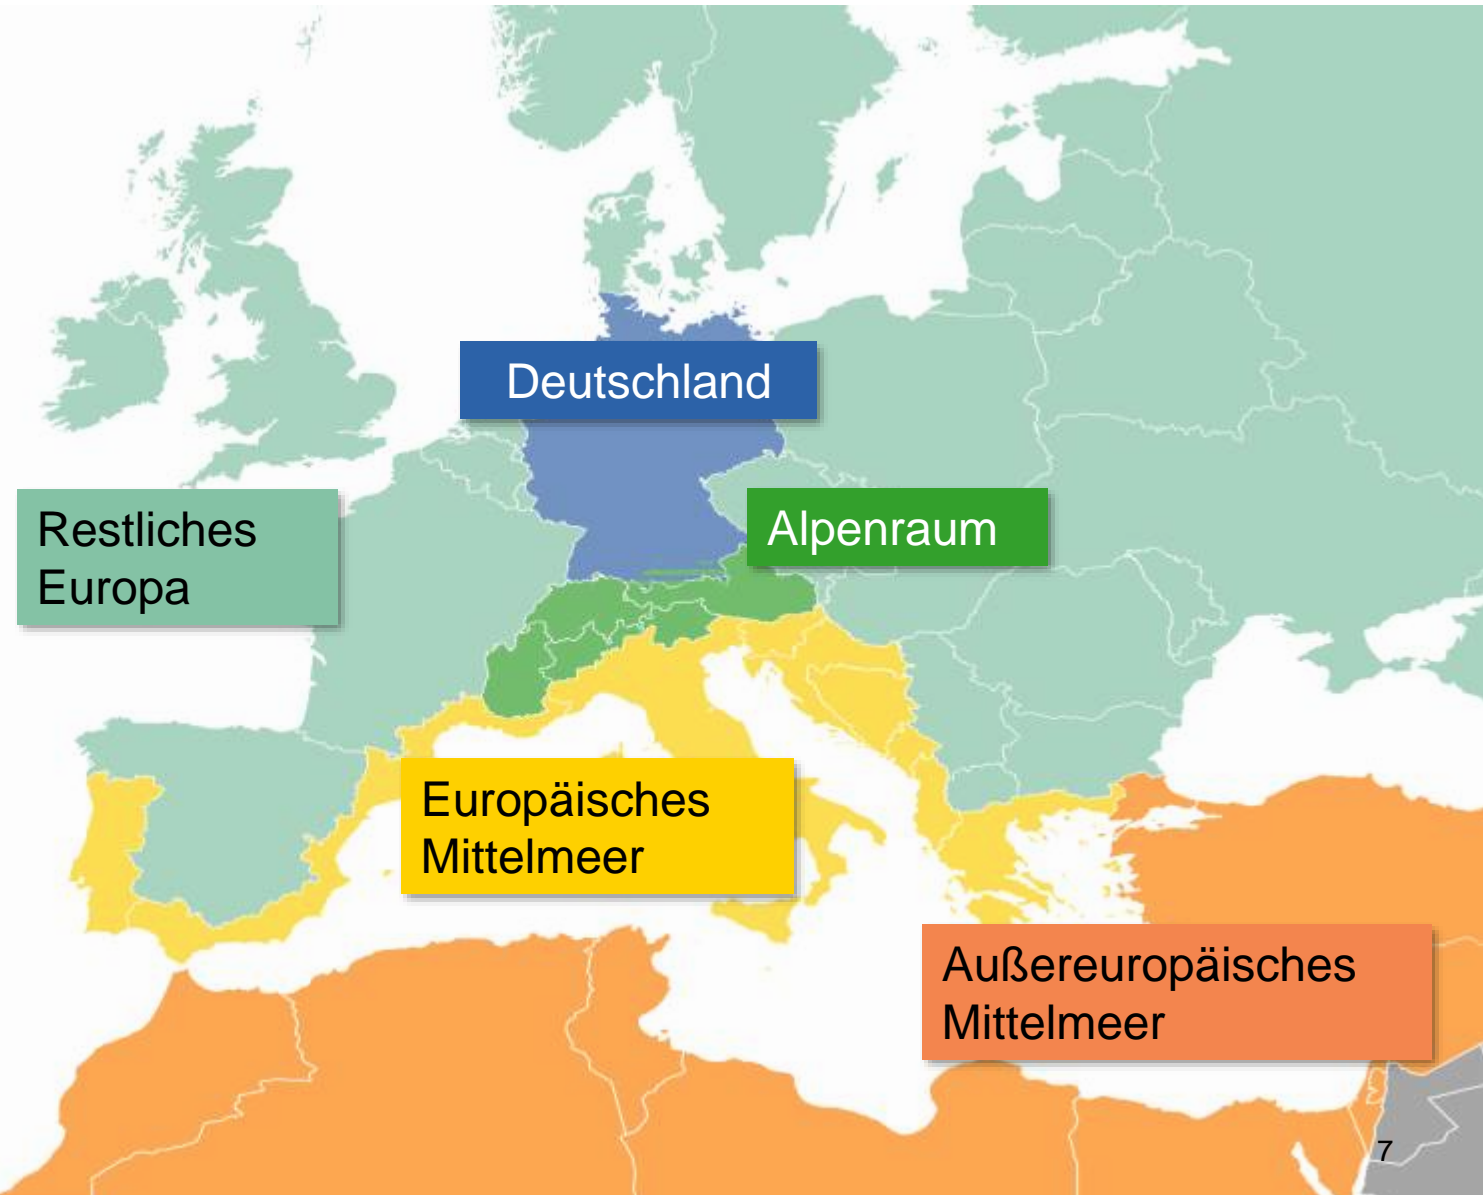 Deutschland
Restliches
Europa
Alpenraum
Europäisches
Mittelmeer
Außereuropäisches
Mittelmeer
7